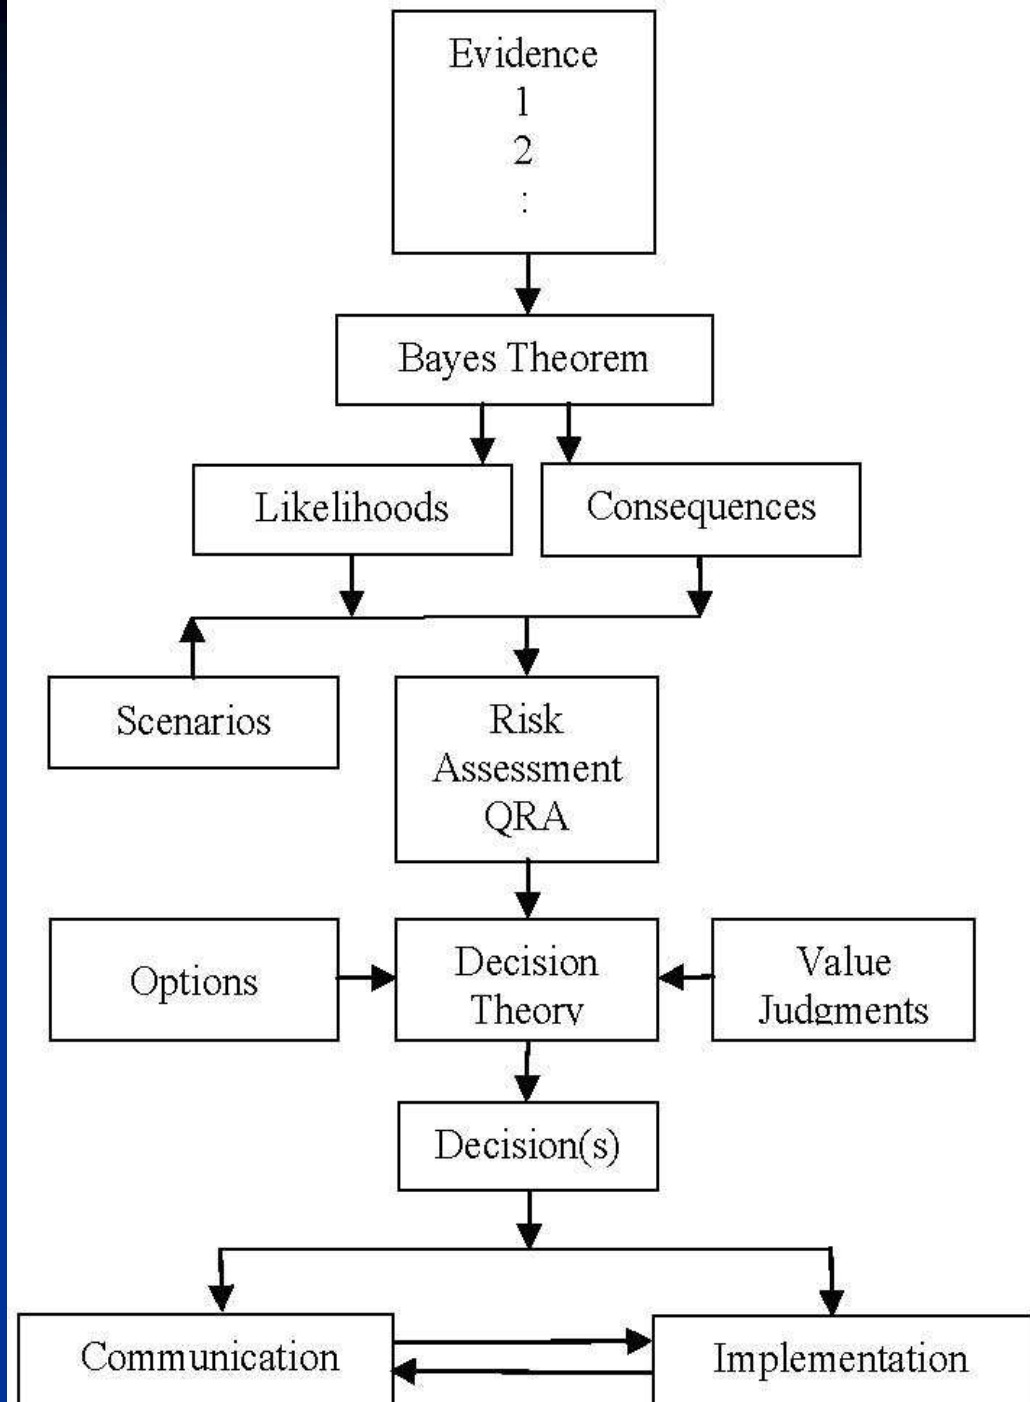 Evidence
1
2
:
Bayes Theorem
Likelihoods
Consequences
Scenarios
Risk
Assessment
QRA
Options
Decision
Theory
Value
Judgments
Decision(s)
Communication
Implementation